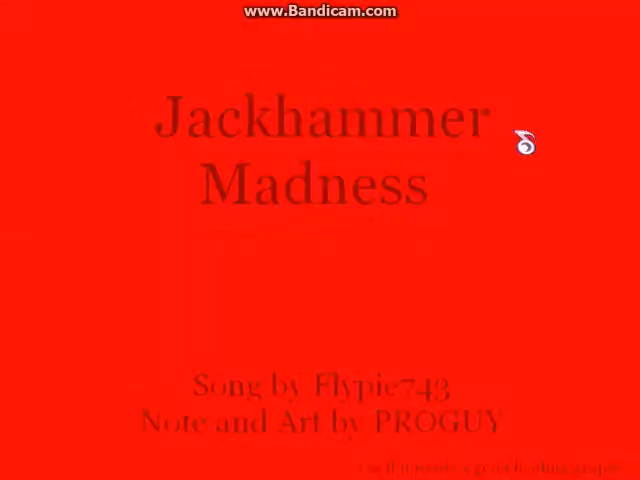 www.Bandicam.com
Jackhammer
Madness
Song by Flypie743
Note and Art by PROGUY